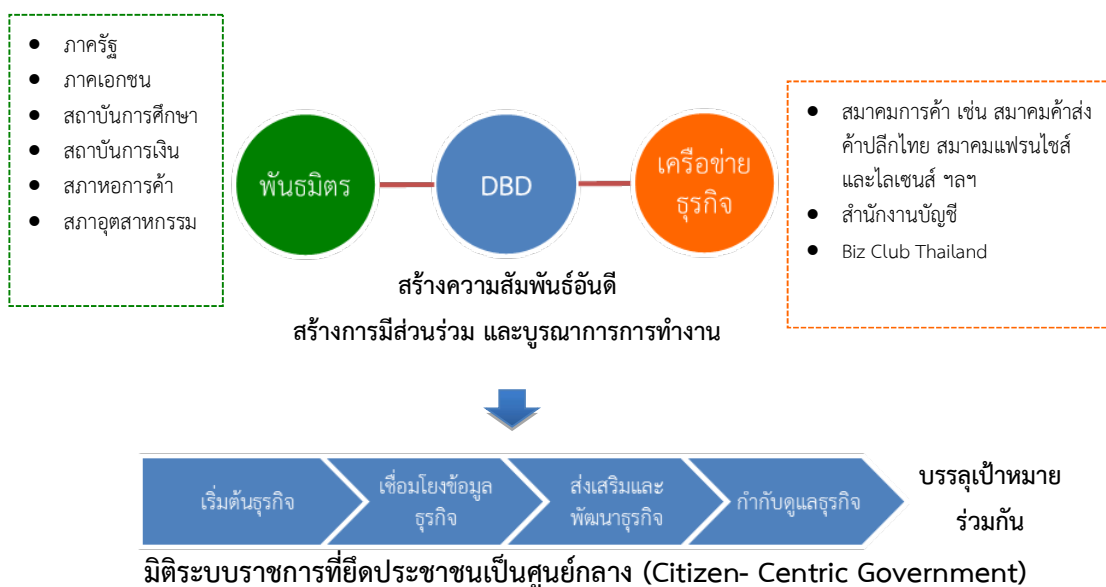 ● ภาครัฐ
● ภาคเอกชน
● สถาบันการศึกษา
● สถาบันการเงิน
● สภาหอการค้า
● สภาอุตสาหกรรม
พันธมิตร
DBD
เครือข่าย
ธุรกิจ
● สมาคมการค้า เช่น สมาคมค้าส่ง
ค้าปลีกไทย สมาคมแฟรนไชส์
และไลเซนส์ ฯลฯ
● สำนักงานบัญชี
● Biz Club Thailand
สร้างความสัมพันธ์อันดี
สร้างการมีส่วนร่วม และบูรณาการการทำงาน
เริ่มต้นธุรกิจ
เชื่อมโยงข้อมูล
ธุรกิจ
ส่งเสริมและ
พัฒนาธุรกิจ
กำกับดูแลธุรกิจ
บรรลุเป้าหมาย
ร่วมกัน
มิติระบบราชการที่ยึดประชาชนเป็นศูนย์กลาง (Citizen- Centric Government)